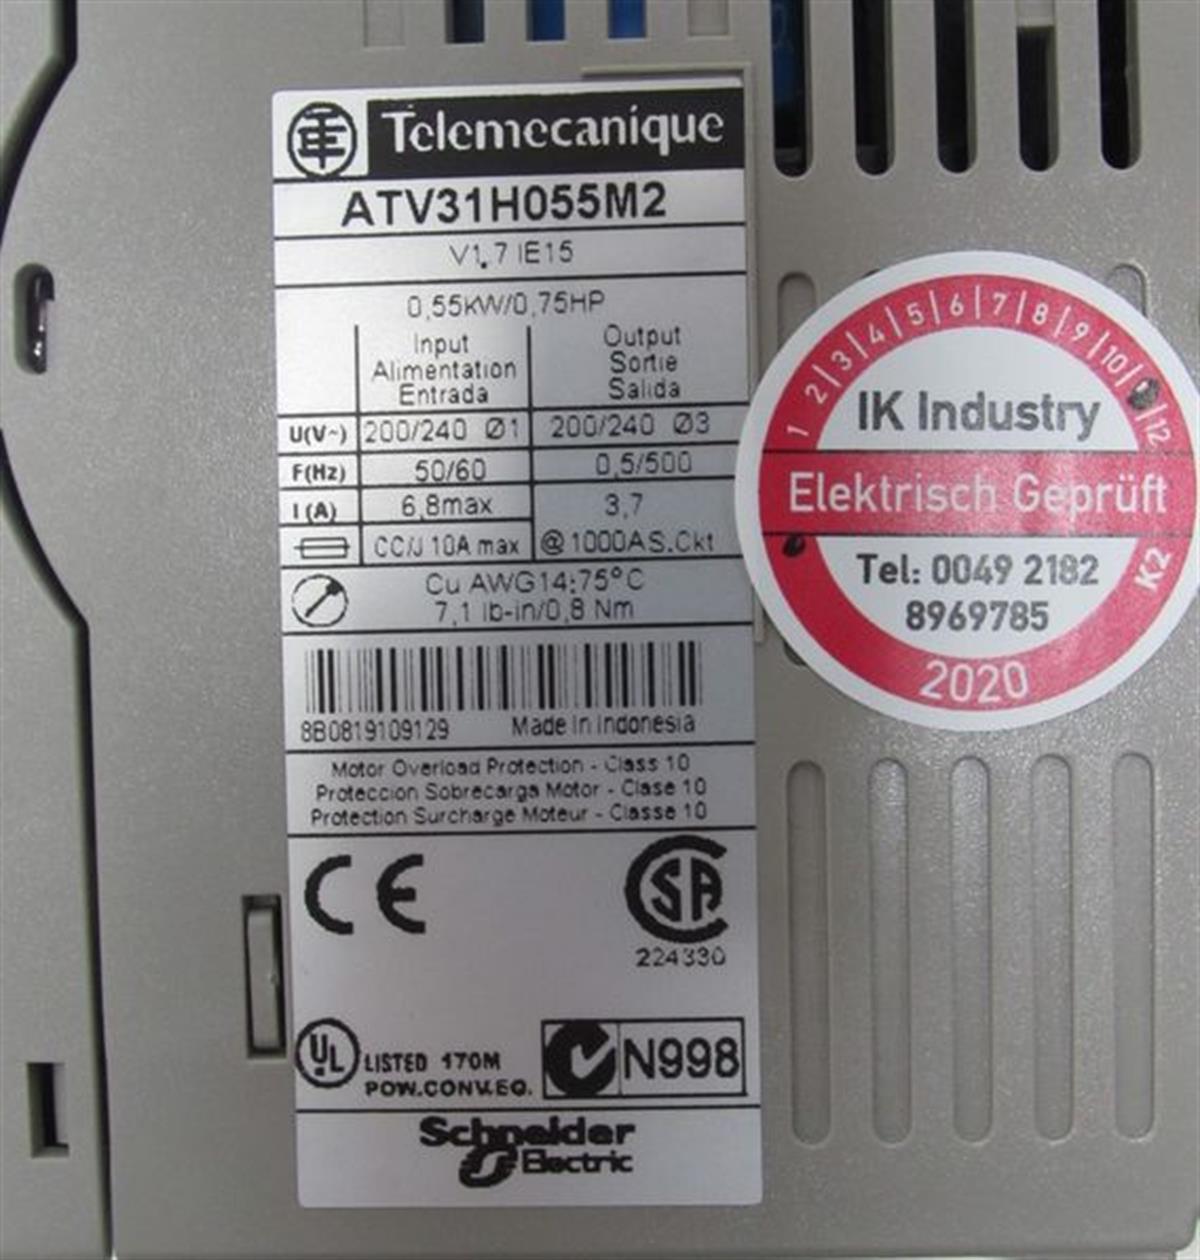 Telemecanique
ATV31H055M2
V1.7 IE15
0,55KW/0,75HP
Input Output
Alimentation Sortie
Entrada Salida
U(V~) 200/240 Ø1 200/240 Ø3
F(Hz) 50/60 0,5/500
I(A) 6,8max 3,7
CC/J 10A max @1000AS.Ckt
Cu AWG14:75°C
7,1 lb-in/0,8 Nm
8B0819109129 Made in Indonesia
Motor Overload Protection - Class 10
Proteccion Sobrecarga Motor - Clase 10
Protection Surcharge Moteur - Classe 10
CE SA
224330
UL LISTED 170M N998
POW.CONV.EQ.
Schneider
Electric
1 2|3|4|5|6|7|8|9|10| |12
IK Industry
Elektrisch Geprüft
Tel: 0049 2182
8969785
K2
2020